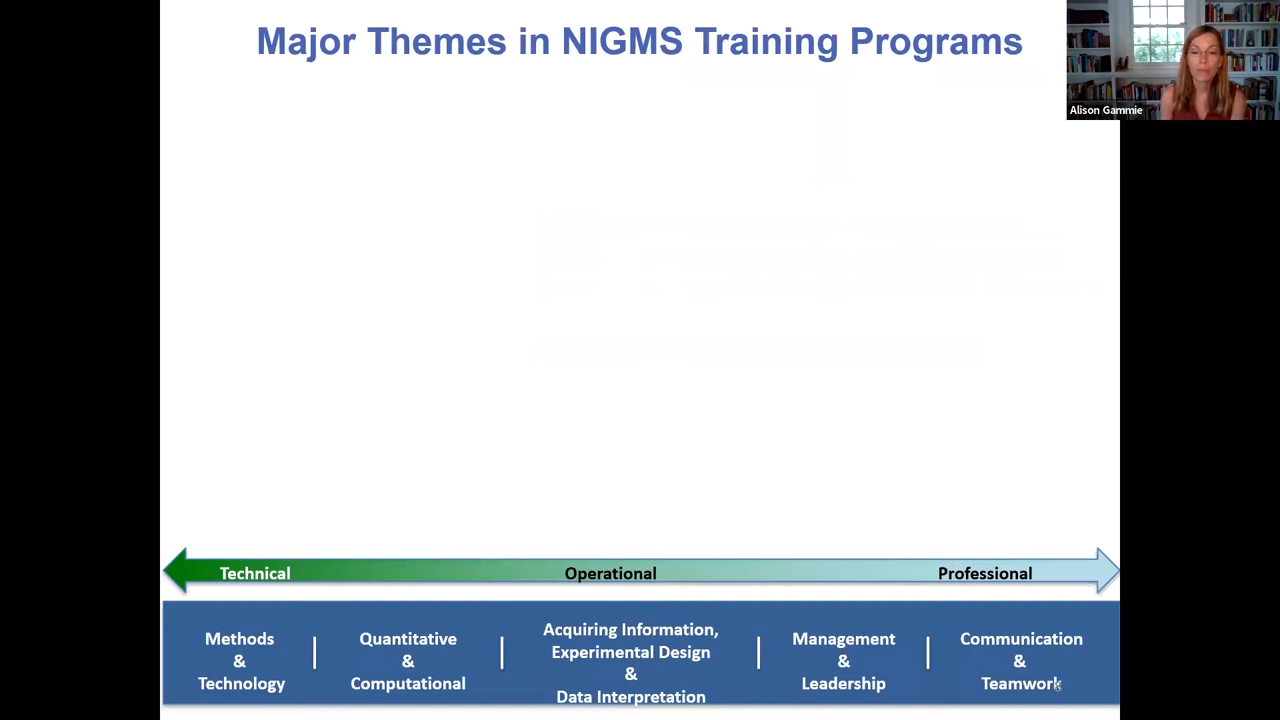 Major Themes in NIGMS Training Programs
Alison Gammie
Technical
Operational
Professional
Methods
&
Technology
Quantitative
&
Computational
Acquiring Information,
Experimental Design
&
Data Interpretation
Management
&
Leadership
Communication
&
Teamwork